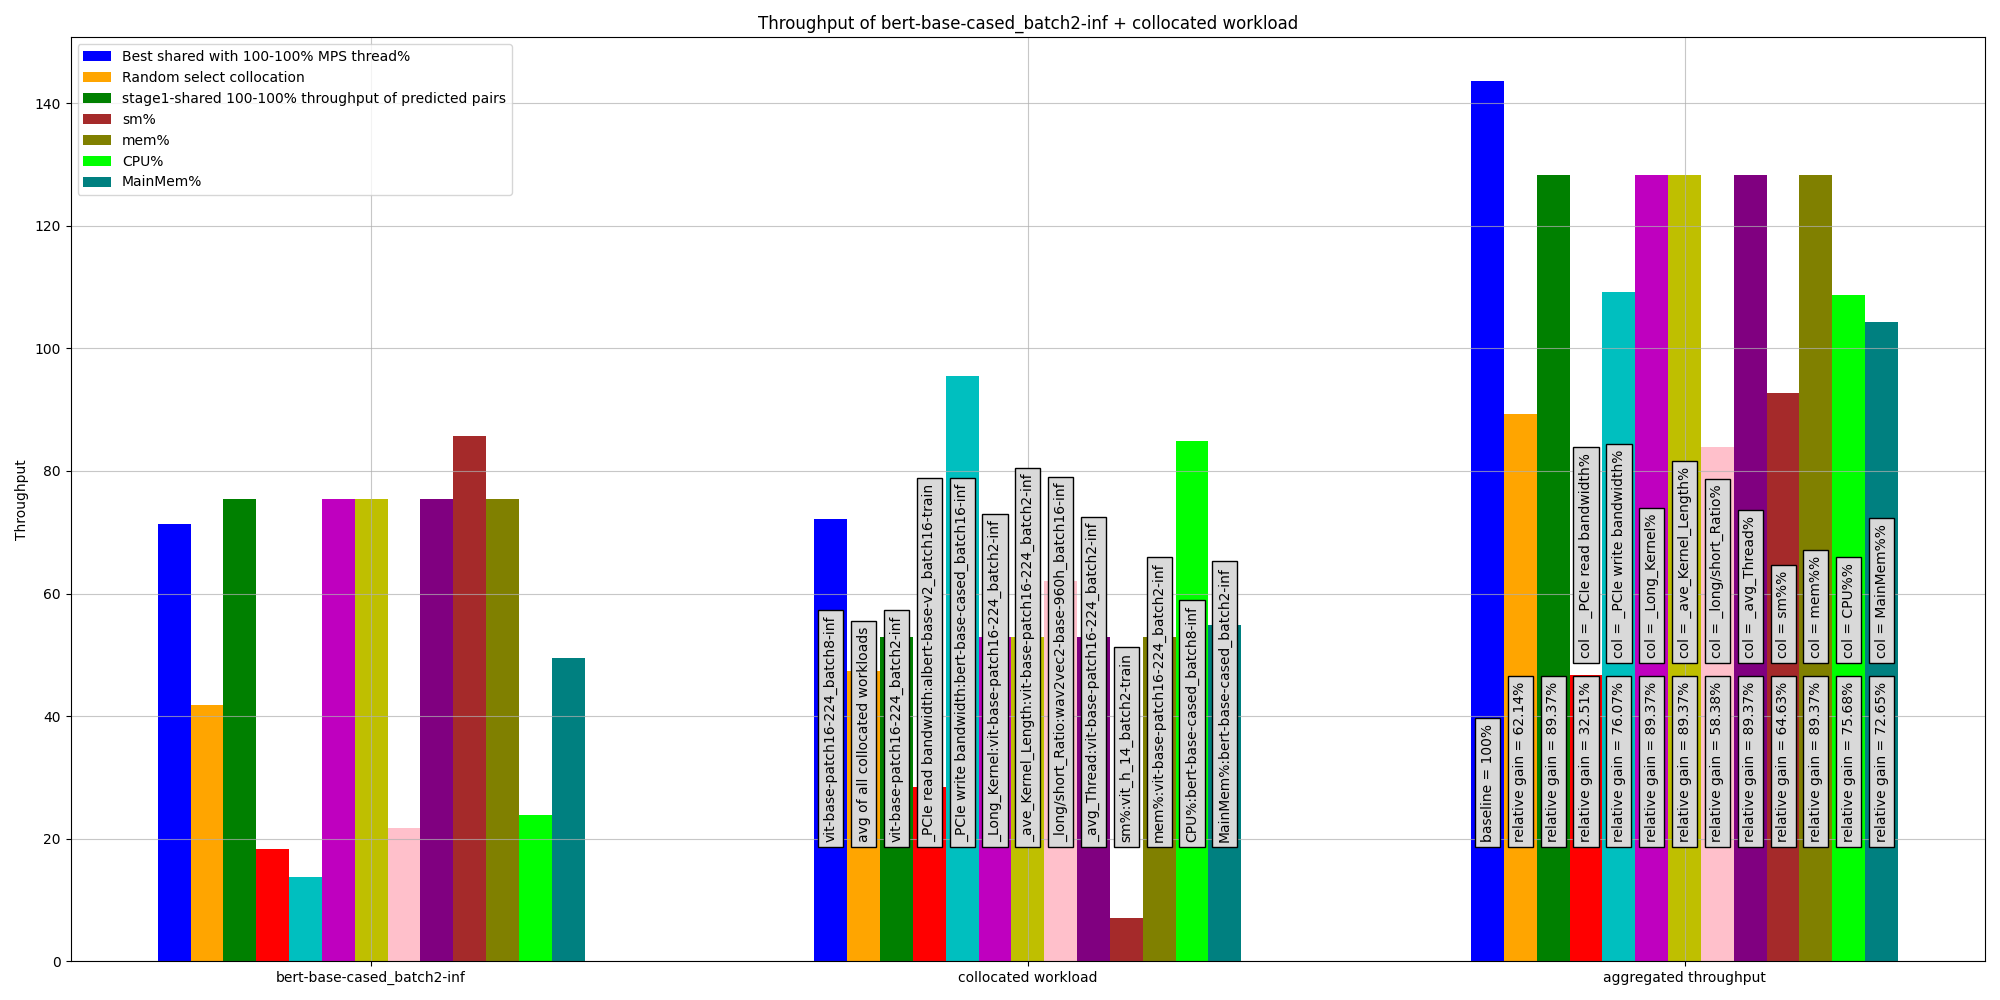 Throughput of bert-base-cased_batch2-inf + collocated workload
Best shared with 100-100% MPS thread%
Random select collocation
stage1-shared 100-100% throughput of predicted pairs
sm%
mem%
CPU%
MainMem%
Throughput
140
120
100
80
60
40
20
0
vit-base-patch16-224_batch8-inf
avg of all collocated workloads
vit-base-patch16-224_batch2-inf
_PCIe read bandwidth:albert-base-v2_batch16-train
_PCIe write bandwidth:bert-base-cased_batch16-inf
_Long_Kernel:vit-base-patch16-224_batch2-inf
_ave_Kernel_Length:vit-base-patch16-224_batch2-inf
_long/short_Ratio:wav2vec2-base-960h_batch16-inf
_avg_Thread:vit-base-patch16-224_batch2-inf
sm%:vit_h_14_batch2-train
mem%:vit-base-patch16-224_batch2-inf
CPU%:bert-base-cased_batch8-inf
MainMem%:bert-base-cased_batch2-inf
col = _PCIe read bandwidth%
col = _PCIe write bandwidth%
col = _Long_Kernel%
col = _ave_Kernel_Length%
col = _long/short_Ratio%
col = _avg_Thread%
col = sm%%
col = mem%%
col = CPU%%
col = MainMem%%
baseline = 100%
relative gain = 62.14%
relative gain = 89.37%
relative gain = 32.51%
relative gain = 76.07%
relative gain = 89.37%
relative gain = 89.37%
relative gain = 58.38%
relative gain = 89.37%
relative gain = 64.63%
relative gain = 89.37%
relative gain = 75.68%
relative gain = 72.65%
bert-base-cased_batch2-inf
collocated workload
aggregated throughput